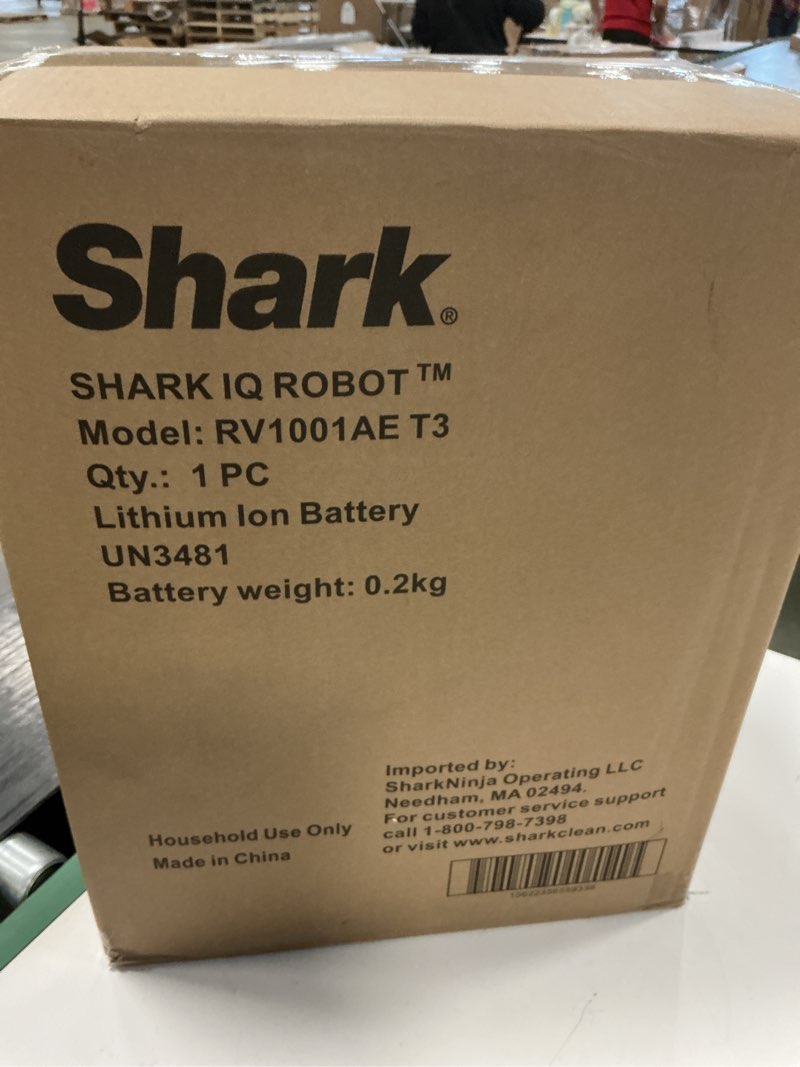 Shark®
SHARK IQ ROBOT™
Model: RV1001AE T3
Qty.: 1 PC
Lithium Ion Battery
UN3481
Battery weight: 0.2kg
Household Use Only
Made in China
Imported by:
SharkNinja Operating LLC
Needham, MA 02494.
For customer service support
call 1-800-798-7398
or visit www.sharkclean.com